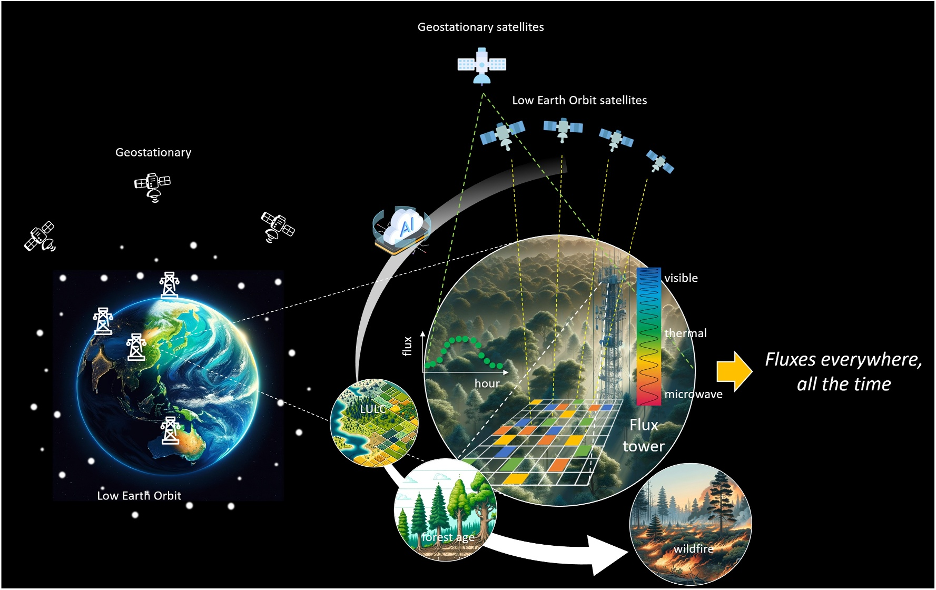 Geostationary satellites
Low Earth Orbit satellites
Geostationary
AI
visible
flux
thermal
Fluxes everywhere,
all the time
hour
microwave
LULC
Flux
tower
Low Earth Orbit
forest age
wildfire